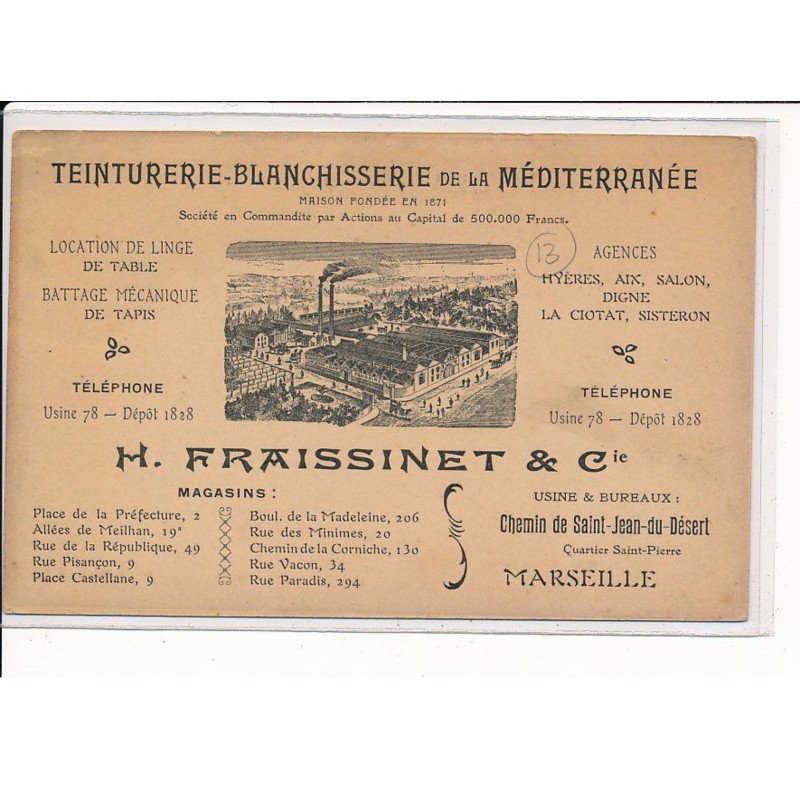 TEINTURERIE-BLANCHISSERIE DE LA MÉDITERRANÉE
MAISON FONDÉE EN 1871
Société en Commandite par Actions au Capital de 500.000 Francs.
13
LOCATION DE LINGE
DE TABLE
BATTAGE MÉCANIQUE
DE TAPIS
TÉLÉPHONE
Usine 78 — Dépôt 1828
AGENCES
HYÈRES, AIX, SALON,
DIGNE
LA CIOTAT, SISTERON
TÉLÉPHONE
Usine 78 — Dépôt 1828
H. FRAISSINET & Cie
MAGASINS :
Place de la Préfecture, 2
Allées de Meilhan, 19ᴬ
Rue de la République, 49
Rue Pisançon, 9
Place Castellane, 9
Boul. de la Madeleine, 206
Rue des Minimes, 20
Chemin de la Corniche, 130
Rue Vacon, 34
Rue Paradis, 294
USINE & BUREAUX :
Chemin de Saint-Jean-du-Désert
Quartier Saint-Pierre
MARSEILLE